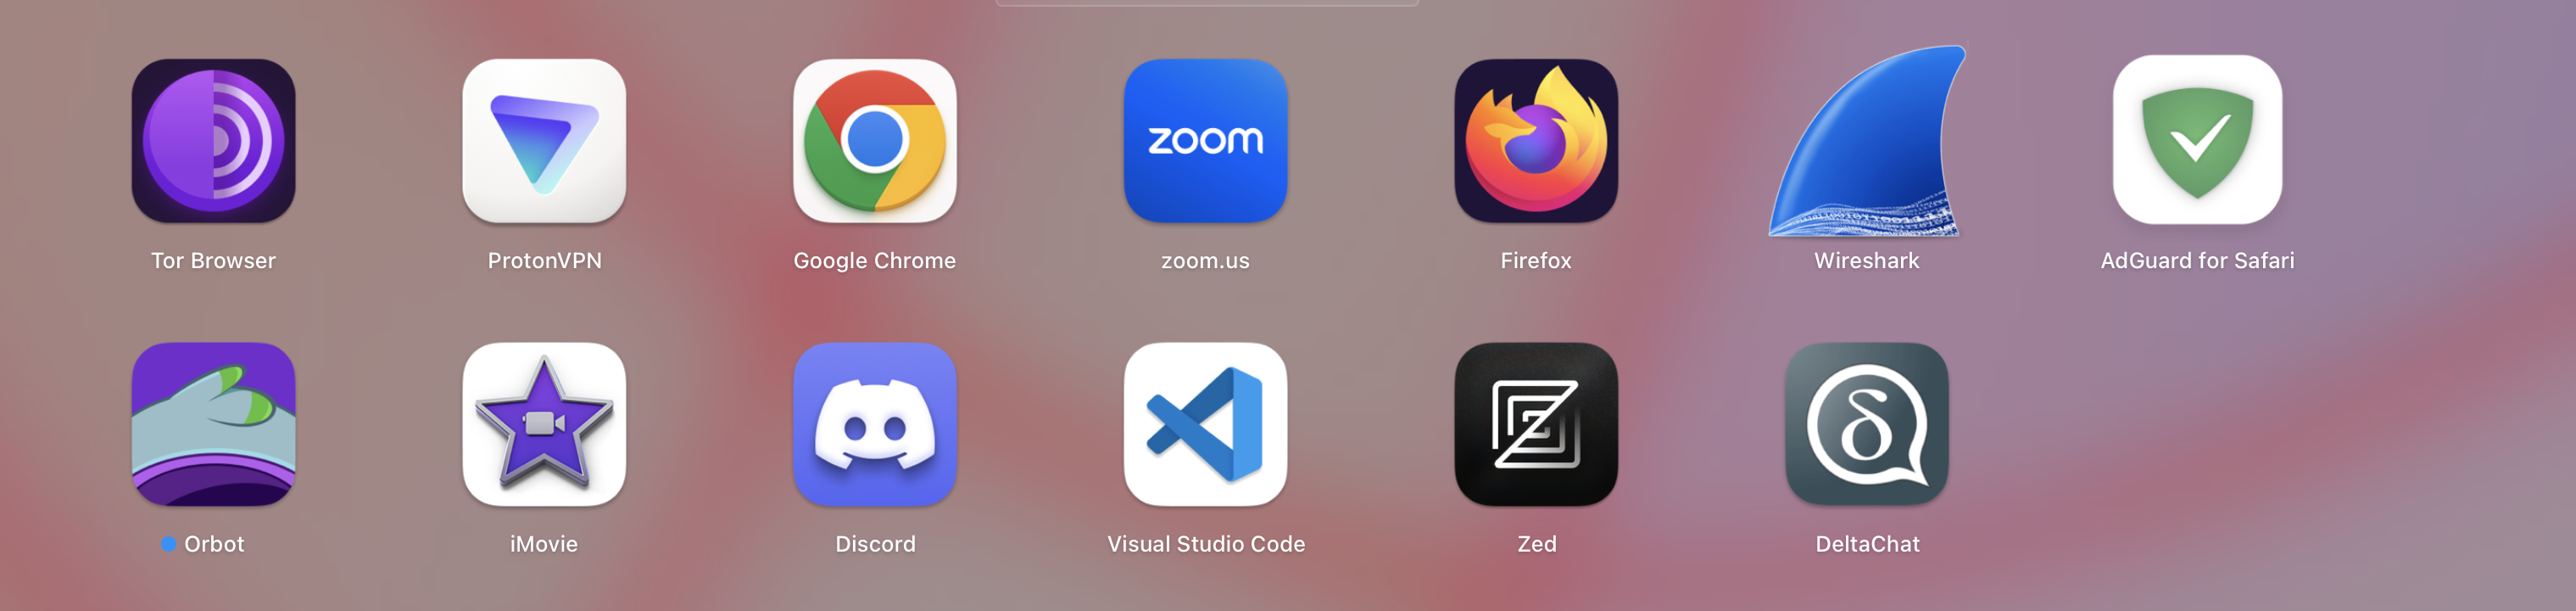 zoom
Tor Browser
ProtonVPN
Google Chrome
zoom.us
Firefox
Wireshark
AdGuard for Safari
Orbot
iMovie
Discord
Visual Studio Code
Zed
DeltaChat